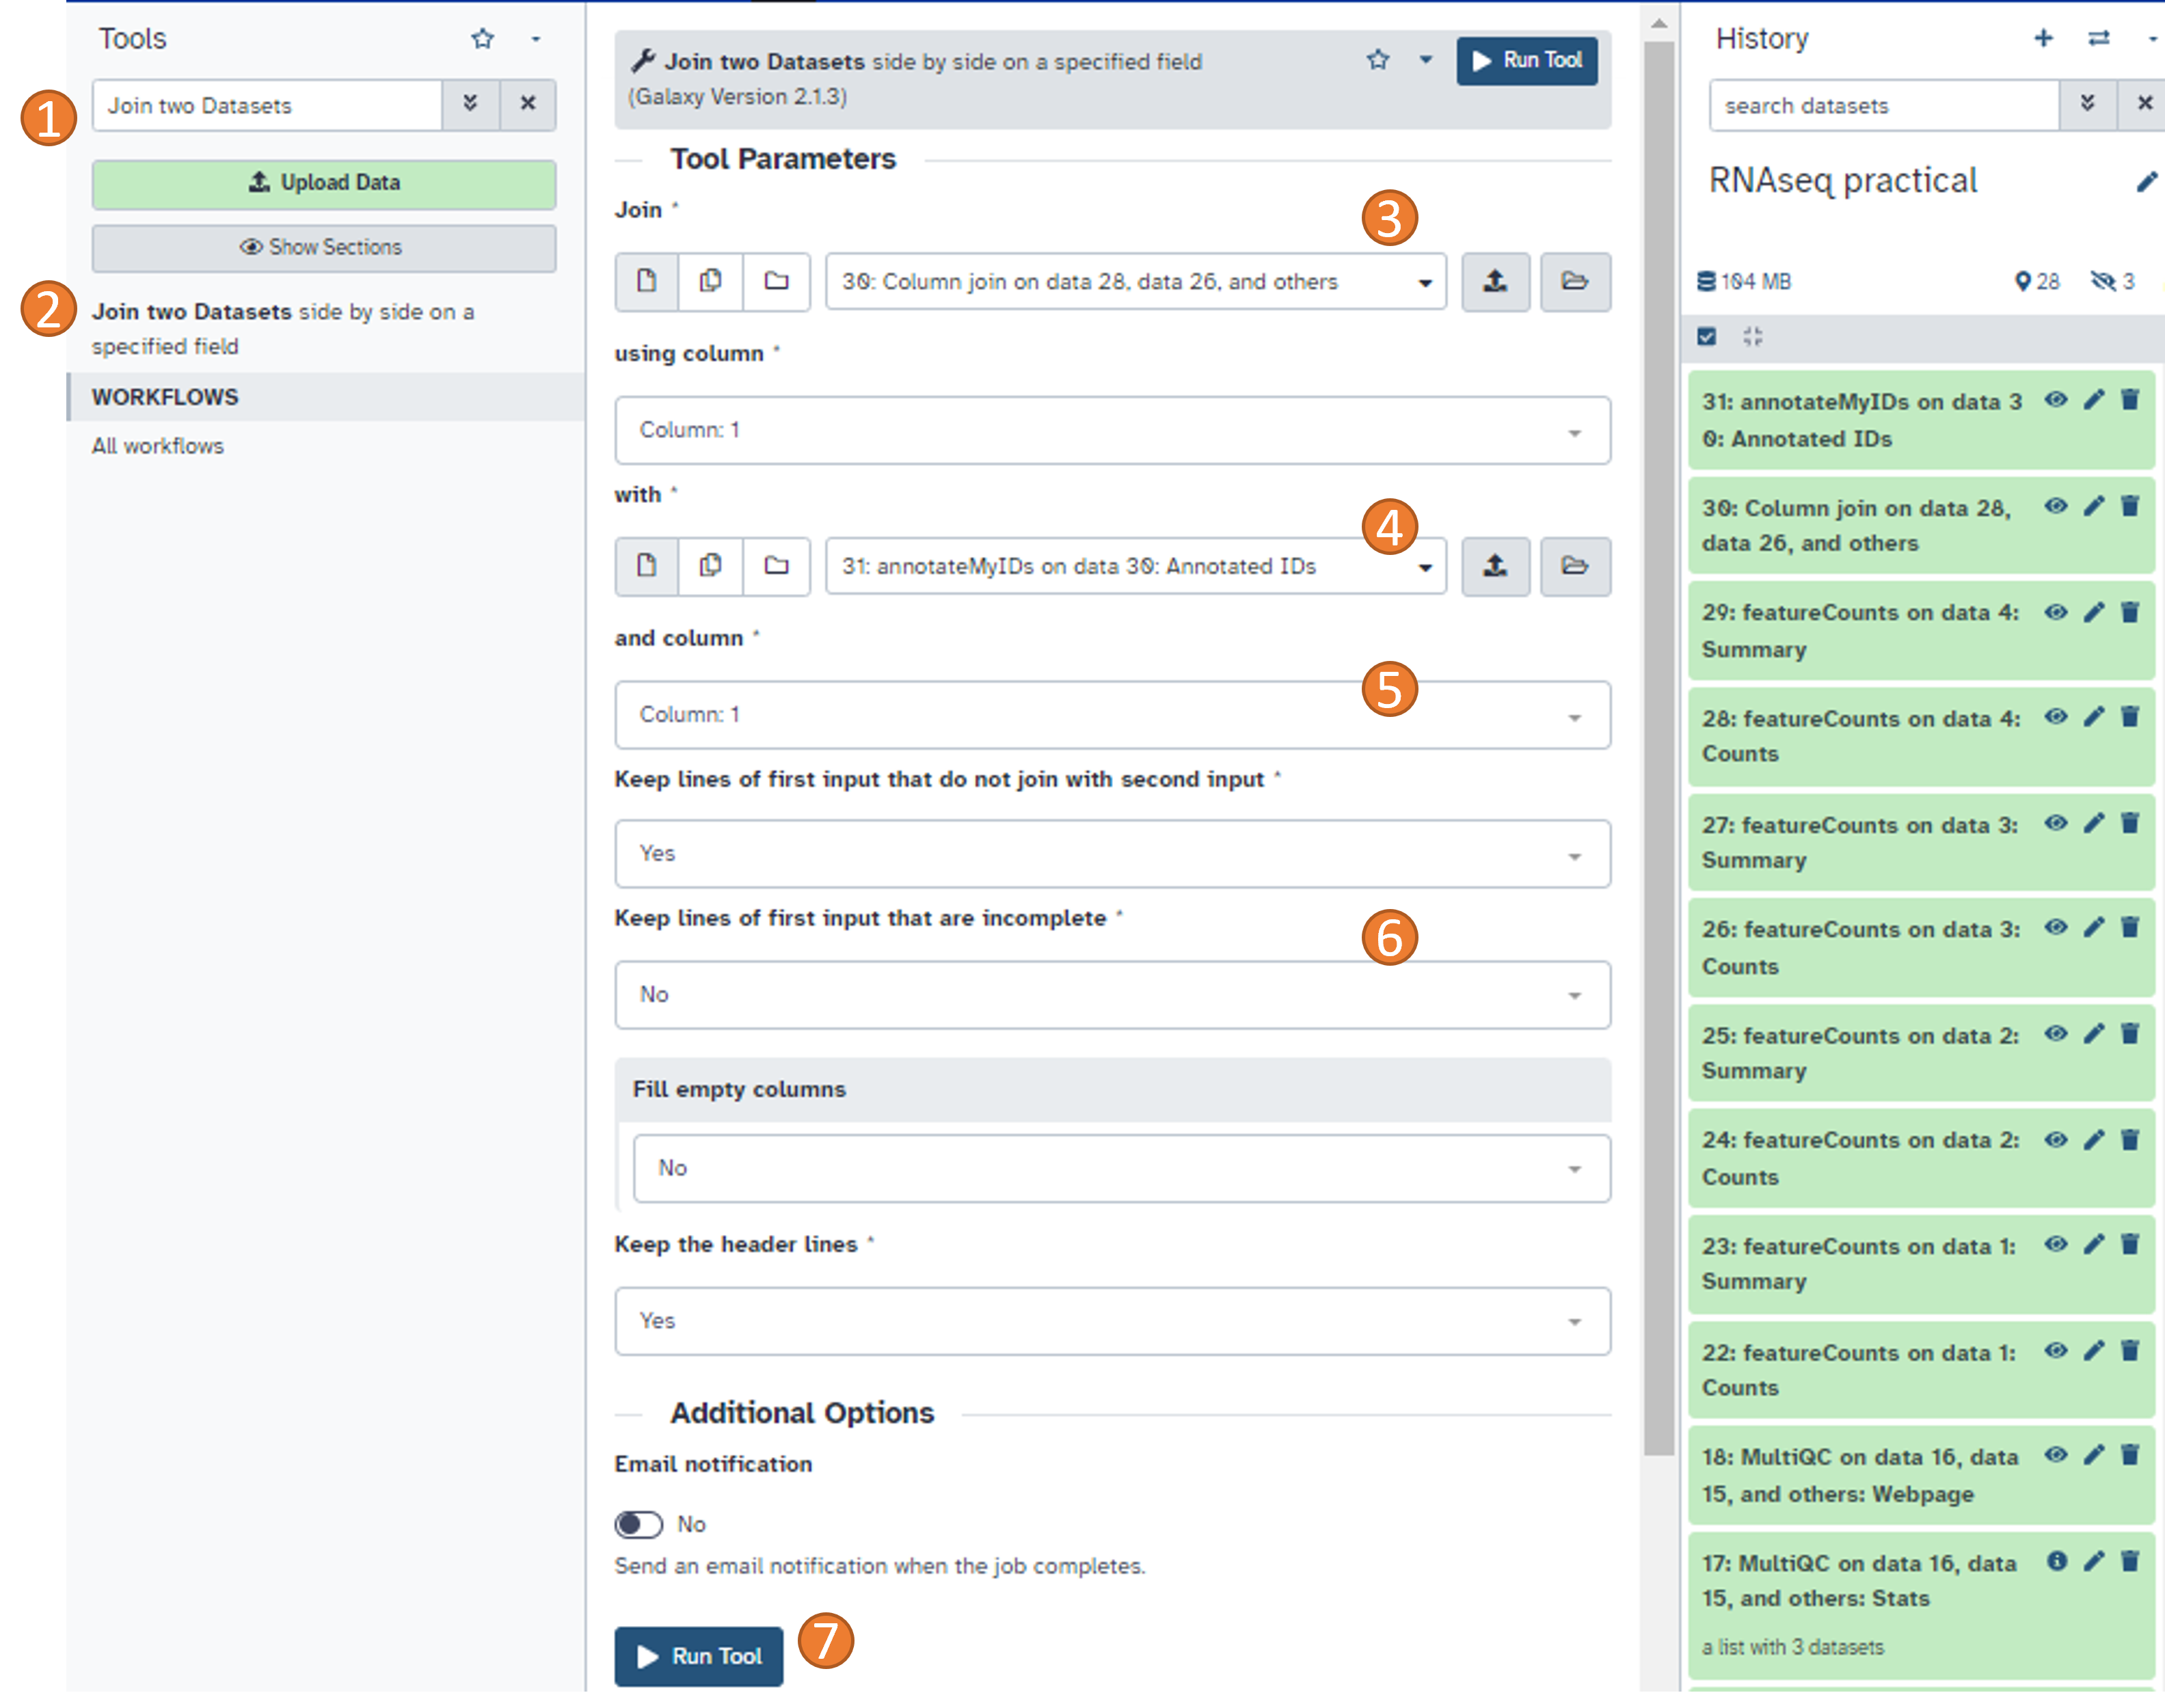 Tools
1
Join two Datasets
Upload Data
Show Sections
2
Join two Datasets side by side on a
specified field
WORKFLOWS
All workflows
Join two Datasets side by side on a specified field
(Galaxy Version 2.1.3)
Run Tool
Tool Parameters
Join *
3
30: Column join on data 28, data 26, and others
using column *
Column: 1
with *
4
31: annotateMyIDs on data 30: Annotated IDs
and column *
5
Column: 1
Keep lines of first input that do not join with second input *
Yes
Keep lines of first input that are incomplete *
6
No
Fill empty columns
No
Keep the header lines *
Yes
Additional Options
Email notification
No
Send an email notification when the job completes.
Run Tool
7
History
search datasets
RNAseq practical
104 MB
28
3
31: annotateMyIDs on data 3
0: Annotated IDs
30: Column join on data 28,
data 26, and others
29: featureCounts on data 4:
Summary
28: featureCounts on data 4:
Counts
27: featureCounts on data 3:
Summary
26: featureCounts on data 3:
Counts
25: featureCounts on data 2:
Summary
24: featureCounts on data 2:
Counts
23: featureCounts on data 1:
Summary
22: featureCounts on data 1:
Counts
18: MultiQC on data 16, data
15, and others: Webpage
17: MultiQC on data 16, data
15, and others: Stats
a list with 3 datasets